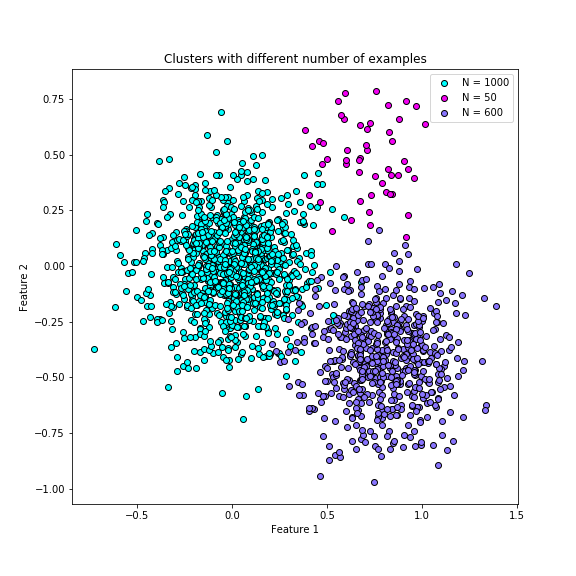 Clusters with different number of examples
N = 1000
N = 50
N = 600
0.75
0.50
0.25
0.00
−0.25
−0.50
−0.75
−1.00
Feature 2
−0.5
0.0
0.5
1.0
1.5
Feature 1